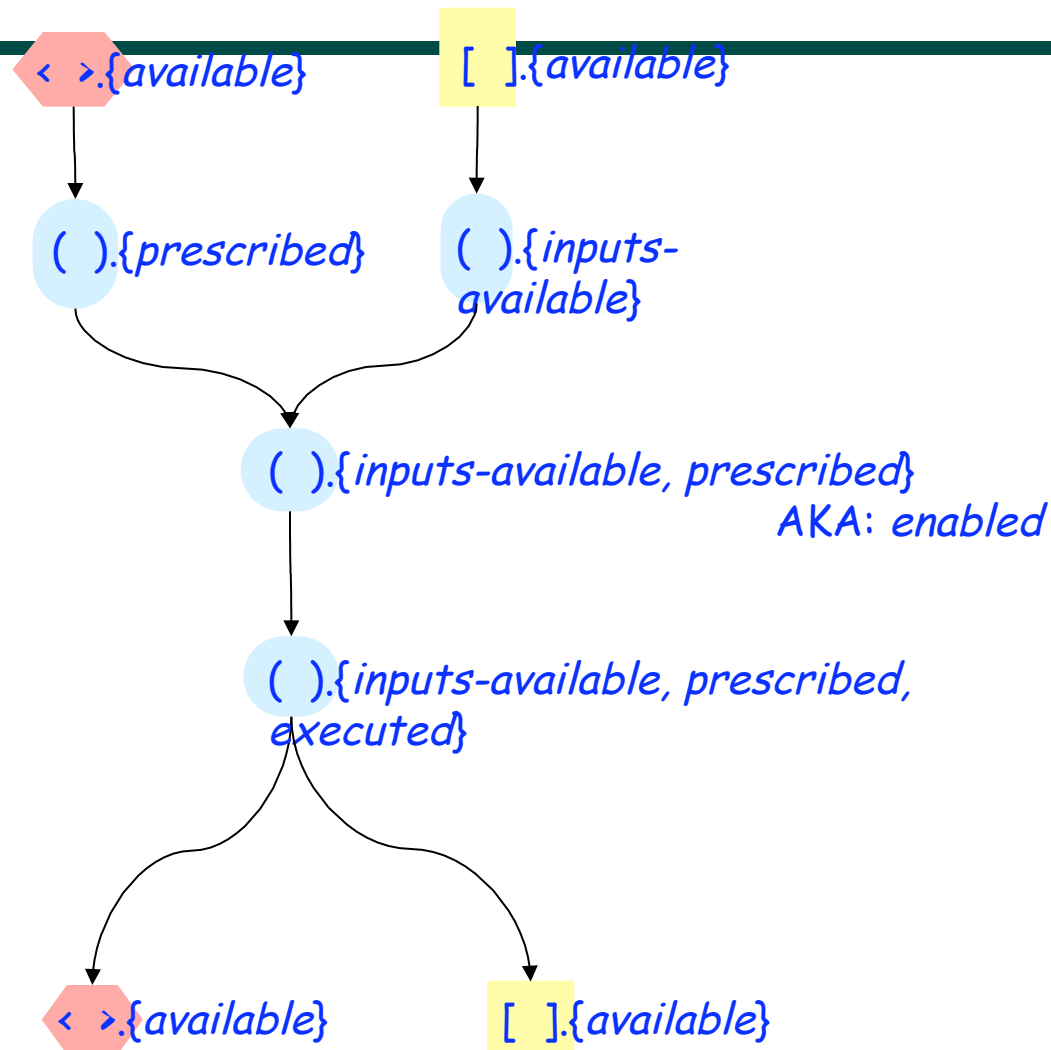 < >.{available}
[ ].{available}
( ).{prescribed}
( ).{inputs-
available}
( ).{inputs-available, prescribed}
AKA: enabled
( ).{inputs-available, prescribed,
executed}
< >.{available}
[ ].{available}